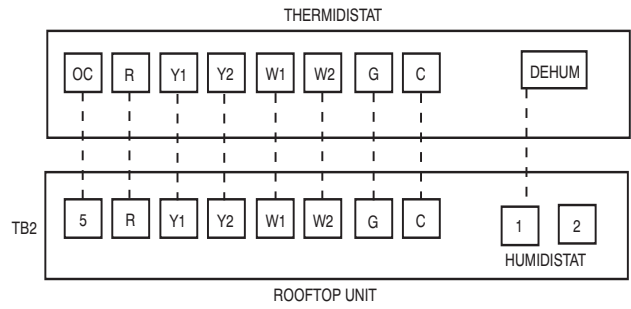 THERMIDISTAT
OC R Y1 Y2 W1 W2 G C DEHUM
TB2 5 R Y1 Y2 W1 W2 G C 1 2
HUMIDISTAT
ROOFTOP UNIT